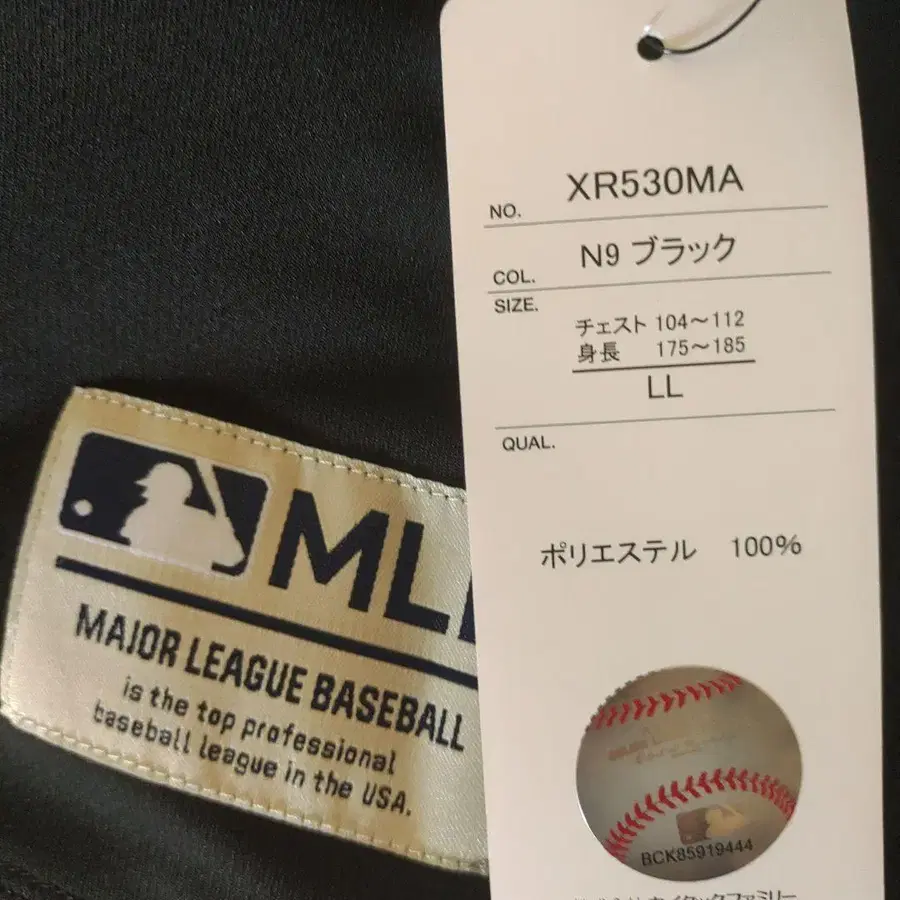 NO. XR530MA
COL. N9 ブラック
SIZE.
チェスト 104～112
身長 175～185
LL
QUAL.
ポリエステル 100%
BCK85919444
MAJOR LEAGUE BASEBALL
is the top professional
baseball league in the USA.